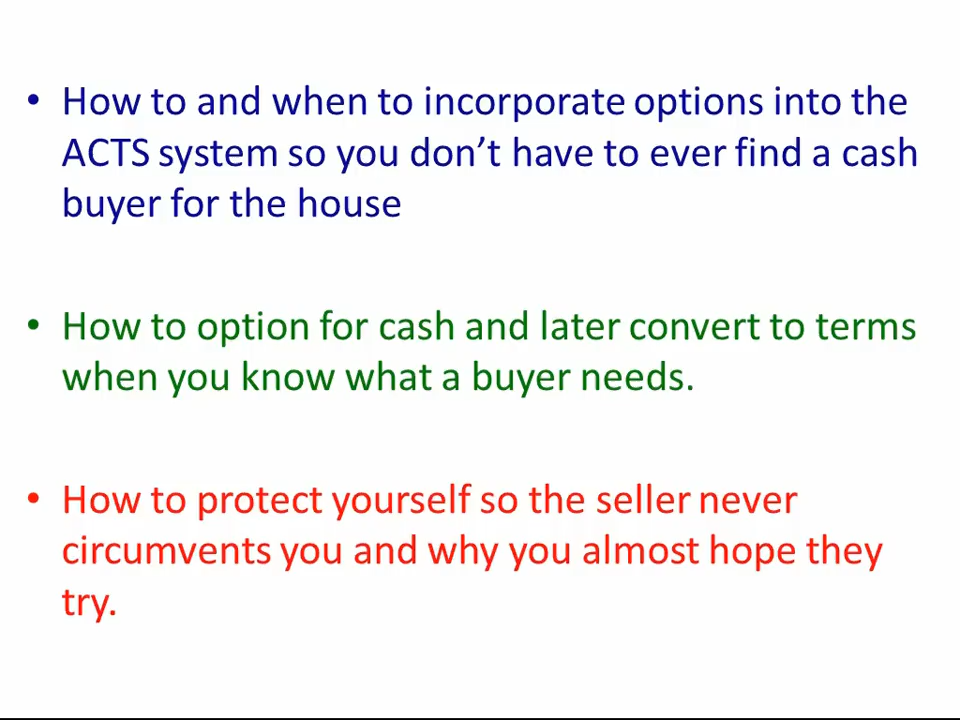 • How to and when to incorporate options into the
ACTS system so you don’t have to ever find a cash
buyer for the house
• How to option for cash and later convert to terms
when you know what a buyer needs.
• How to protect yourself so the seller never
circumvents you and why you almost hope they
try.